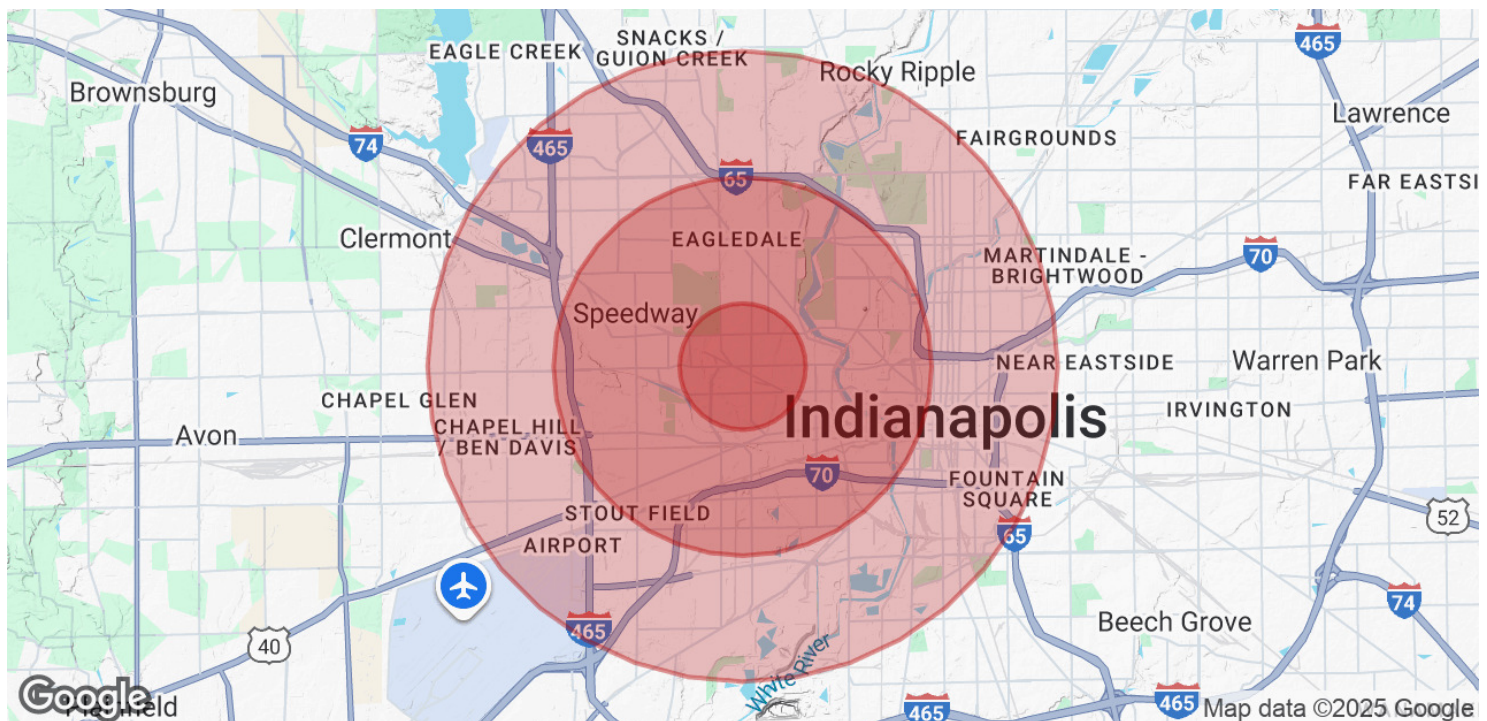 EAGLE CREEK
SNACKS /
GUION CREEK
465
Rocky Ripple
Brownsburg
Lawrence
74
465
FAIRGROUNDS
65
FAR EASTSI
Clermont
EAGLEDALE
MARTINDALE -
BRIGHTWOOD
70
Speedway
NEAR EASTSIDE
Warren Park
CHAPEL GLEN
Indianapolis
IRVINGTON
Avon
CHAPEL HILL
/ BEN DAVIS
70
FOUNTAIN
SQUARE
STOUT FIELD
52
65
AIRPORT
74
465
Beech Grove
40
White River
Google
465
465
Map data ©2025 Google